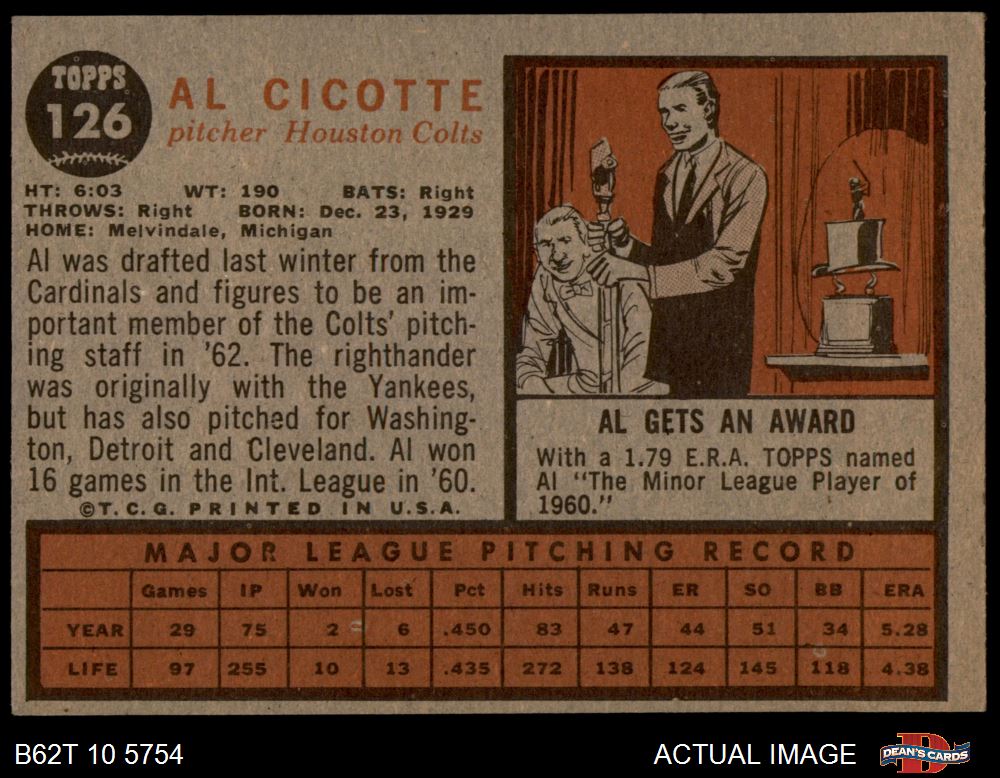 TOPPS
126
AL CICOTTE
pitcher Houston Colts
HT: 6:03 WT: 190 BATS: Right
THROWS: Right BORN: Dec. 23, 1929
HOME: Melvindale, Michigan
Al was drafted last winter from the
Cardinals and figures to be an im-
portant member of the Colts' pitch-
ing staff in '62. The righthander
was originally with the Yankees,
but has also pitched for Washing-
ton, Detroit and Cleveland. Al won
16 games in the Int. League in '60.
©T.C.G. PRINTED IN U.S.A.
AL GETS AN AWARD
With a 1.79 E.R.A. TOPPS named
Al "The Minor League Player of
1960."
MAJOR LEAGUE PITCHING RECORD
Games IP Won Lost Pct Hits Runs ER SO BB ERA
YEAR 29 75 2 6 .450 83 47 44 51 34 5.28
LIFE 97 255 10 13 .435 272 138 124 145 118 4.38
B62T 10 5754
ACTUAL IMAGE
DEAN'S CARDS